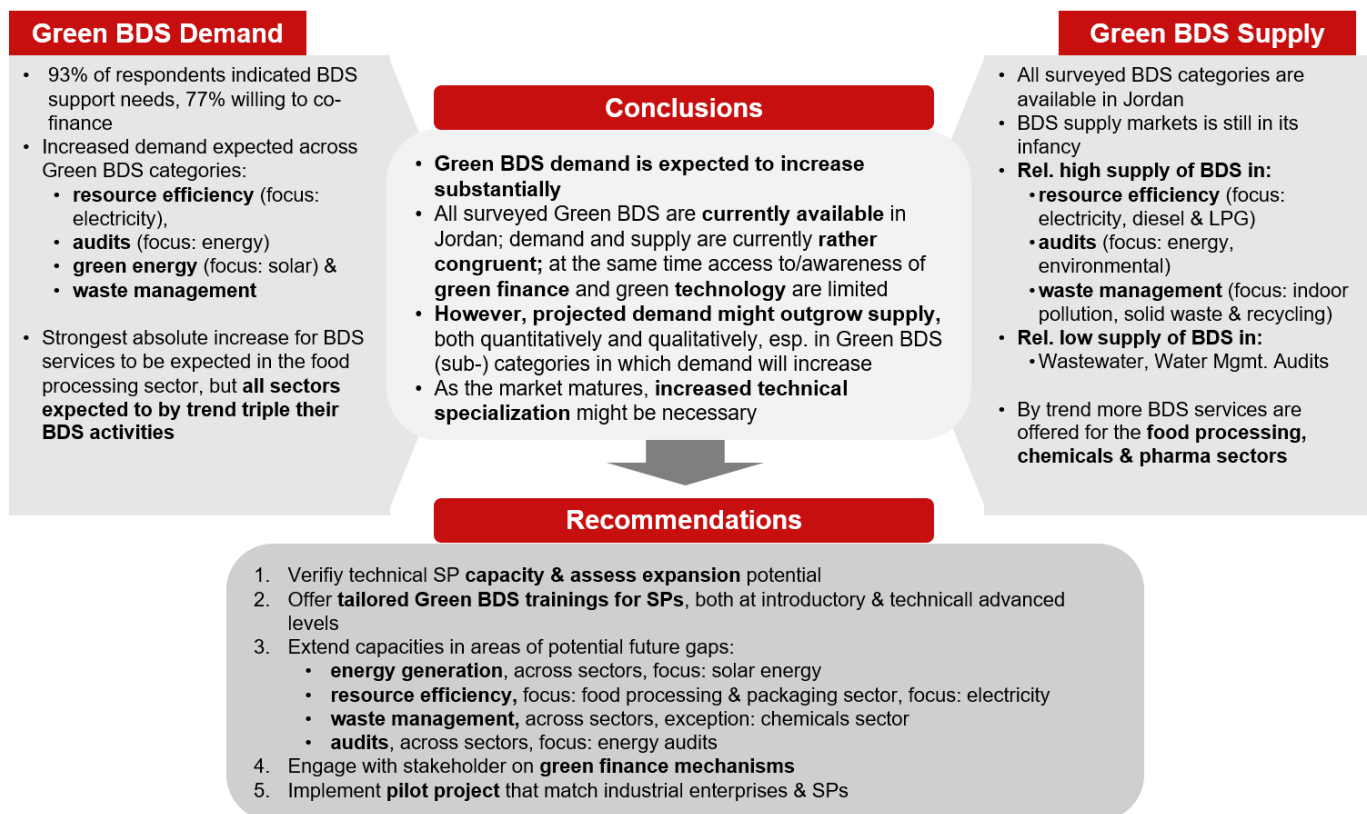 Green BDS Demand
• 93% of respondents indicated BDS
support needs, 77% willing to co-
finance
• Increased demand expected across
Green BDS categories:
• resource efficiency (focus:
electricity),
• audits (focus: energy)
• green energy (focus: solar) &
• waste management
• Strongest absolute increase for BDS
services to be expected in the food
processing sector, but all sectors
expected to by trend triple their
BDS activities
Conclusions
• Green BDS demand is expected to increase
substantially
• All surveyed Green BDS are currently available in
Jordan; demand and supply are currently rather
congruent; at the same time access to/awareness of
green finance and green technology are limited
• However, projected demand might outgrow supply,
both quantitatively and qualitatively, esp. in Green BDS
(sub-) categories in which demand will increase
• As the market matures, increased technical
specialization might be necessary
Green BDS Supply
• All surveyed BDS categories are
available in Jordan
• BDS supply markets is still in its
infancy
• Rel. high supply of BDS in:
• resource efficiency (focus:
electricity, diesel & LPG)
• audits (focus: energy,
environmental)
• waste management (focus: indoor
pollution, solid waste & recycling)
• Rel. low supply of BDS in:
• Wastewater, Water Mgmt. Audits
• By trend more BDS services are
offered for the food processing,
chemicals & pharma sectors
Recommendations
1. Verifiy technical SP capacity & assess expansion potential
2. Offer tailored Green BDS trainings for SPs, both at introductory & technicall advanced
levels
3. Extend capacities in areas of potential future gaps:
• energy generation, across sectors, focus: solar energy
• resource efficiency, focus: food processing & packaging sector, focus: electricity
• waste management, across sectors, exception: chemicals sector
• audits, across sectors, focus: energy audits
4. Engage with stakeholder on green finance mechanisms
5. Implement pilot project that match industrial enterprises & SPs